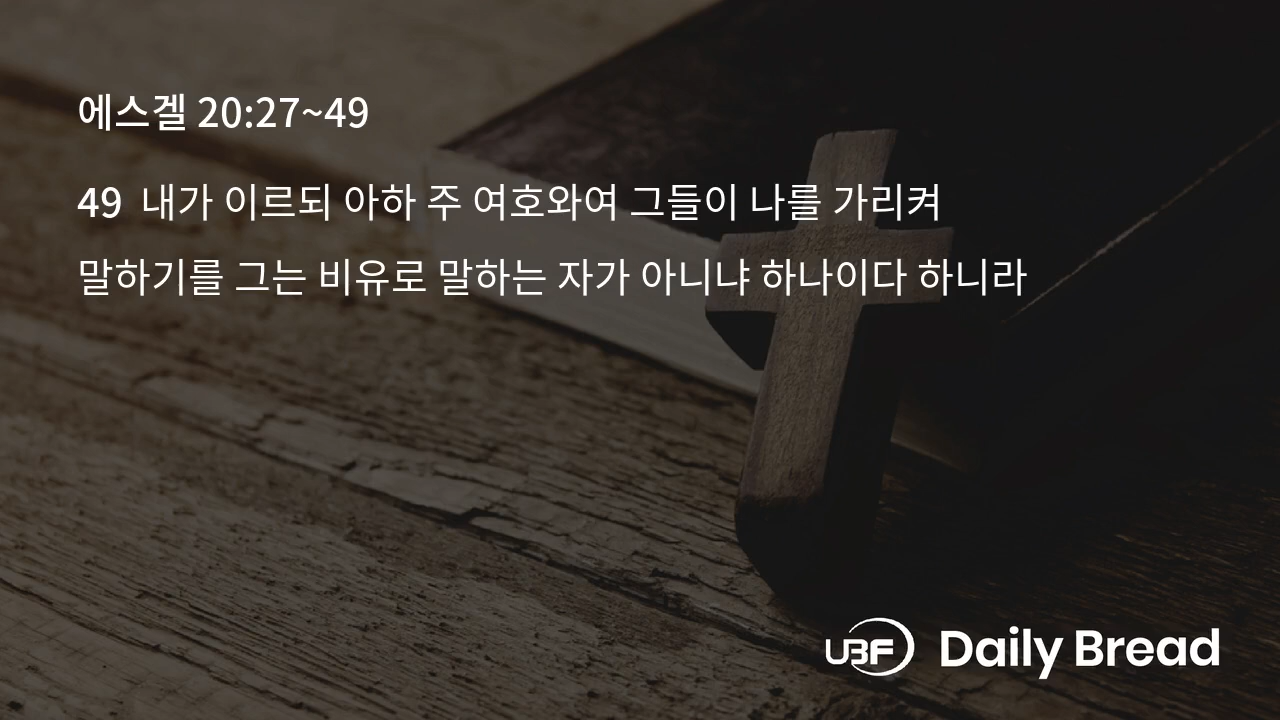 에스겔 20:27~49
49 내가 이르되 아하 주 여호와여 그들이 나를 가리켜
말하기를 그는 비유로 말하는 자가 아니냐 하나이다 하니라
UBF Daily Bread